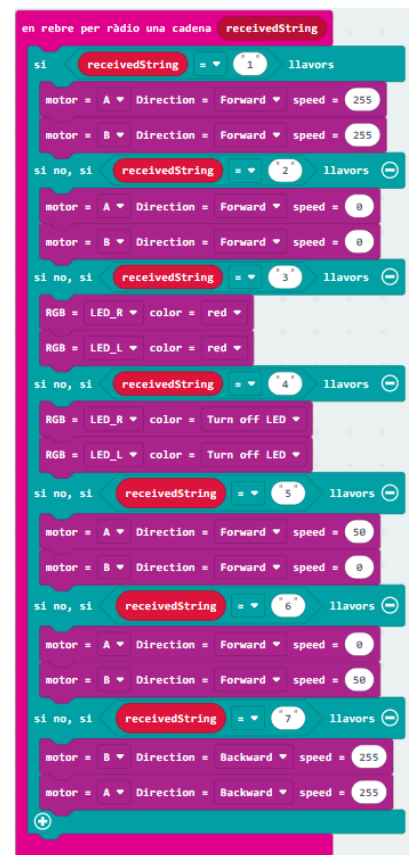 en rebre per ràdio una cadena receivedString
si receivedString = "1" llavors
motor = A Direction = Forward speed = 255
motor = B Direction = Forward speed = 255
si no, si receivedString = "2" llavors
motor = A Direction = Forward speed = 0
motor = B Direction = Forward speed = 0
si no, si receivedString = "3" llavors
RGB = LED_R color = red
RGB = LED_L color = red
si no, si receivedString = "4" llavors
RGB = LED_R color = Turn off LED
RGB = LED_L color = Turn off LED
si no, si receivedString = "5" llavors
motor = A Direction = Forward speed = 50
motor = B Direction = Forward speed = 0
si no, si receivedString = "6" llavors
motor = A Direction = Forward speed = 0
motor = B Direction = Forward speed = 50
si no, si receivedString = "7" llavors
motor = B Direction = Backward speed = 255
motor = A Direction = Backward speed = 255